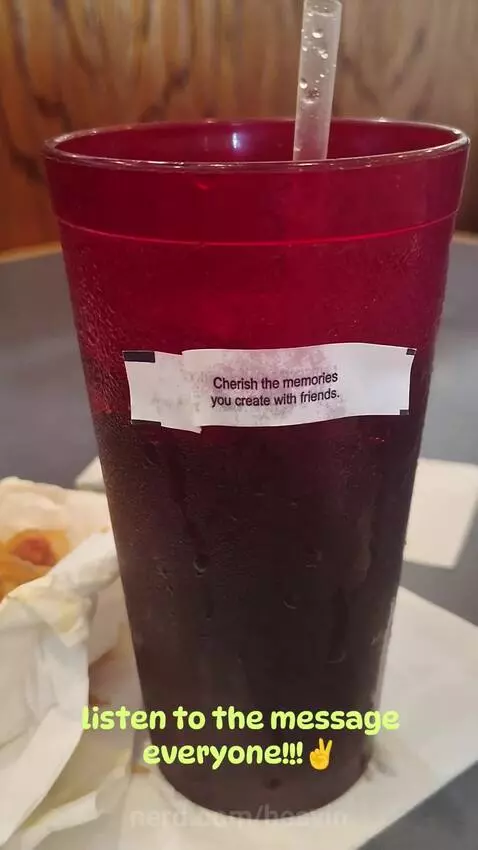 Cherish the memories
you create with friends.
listen to the message
everyone!!!✌️